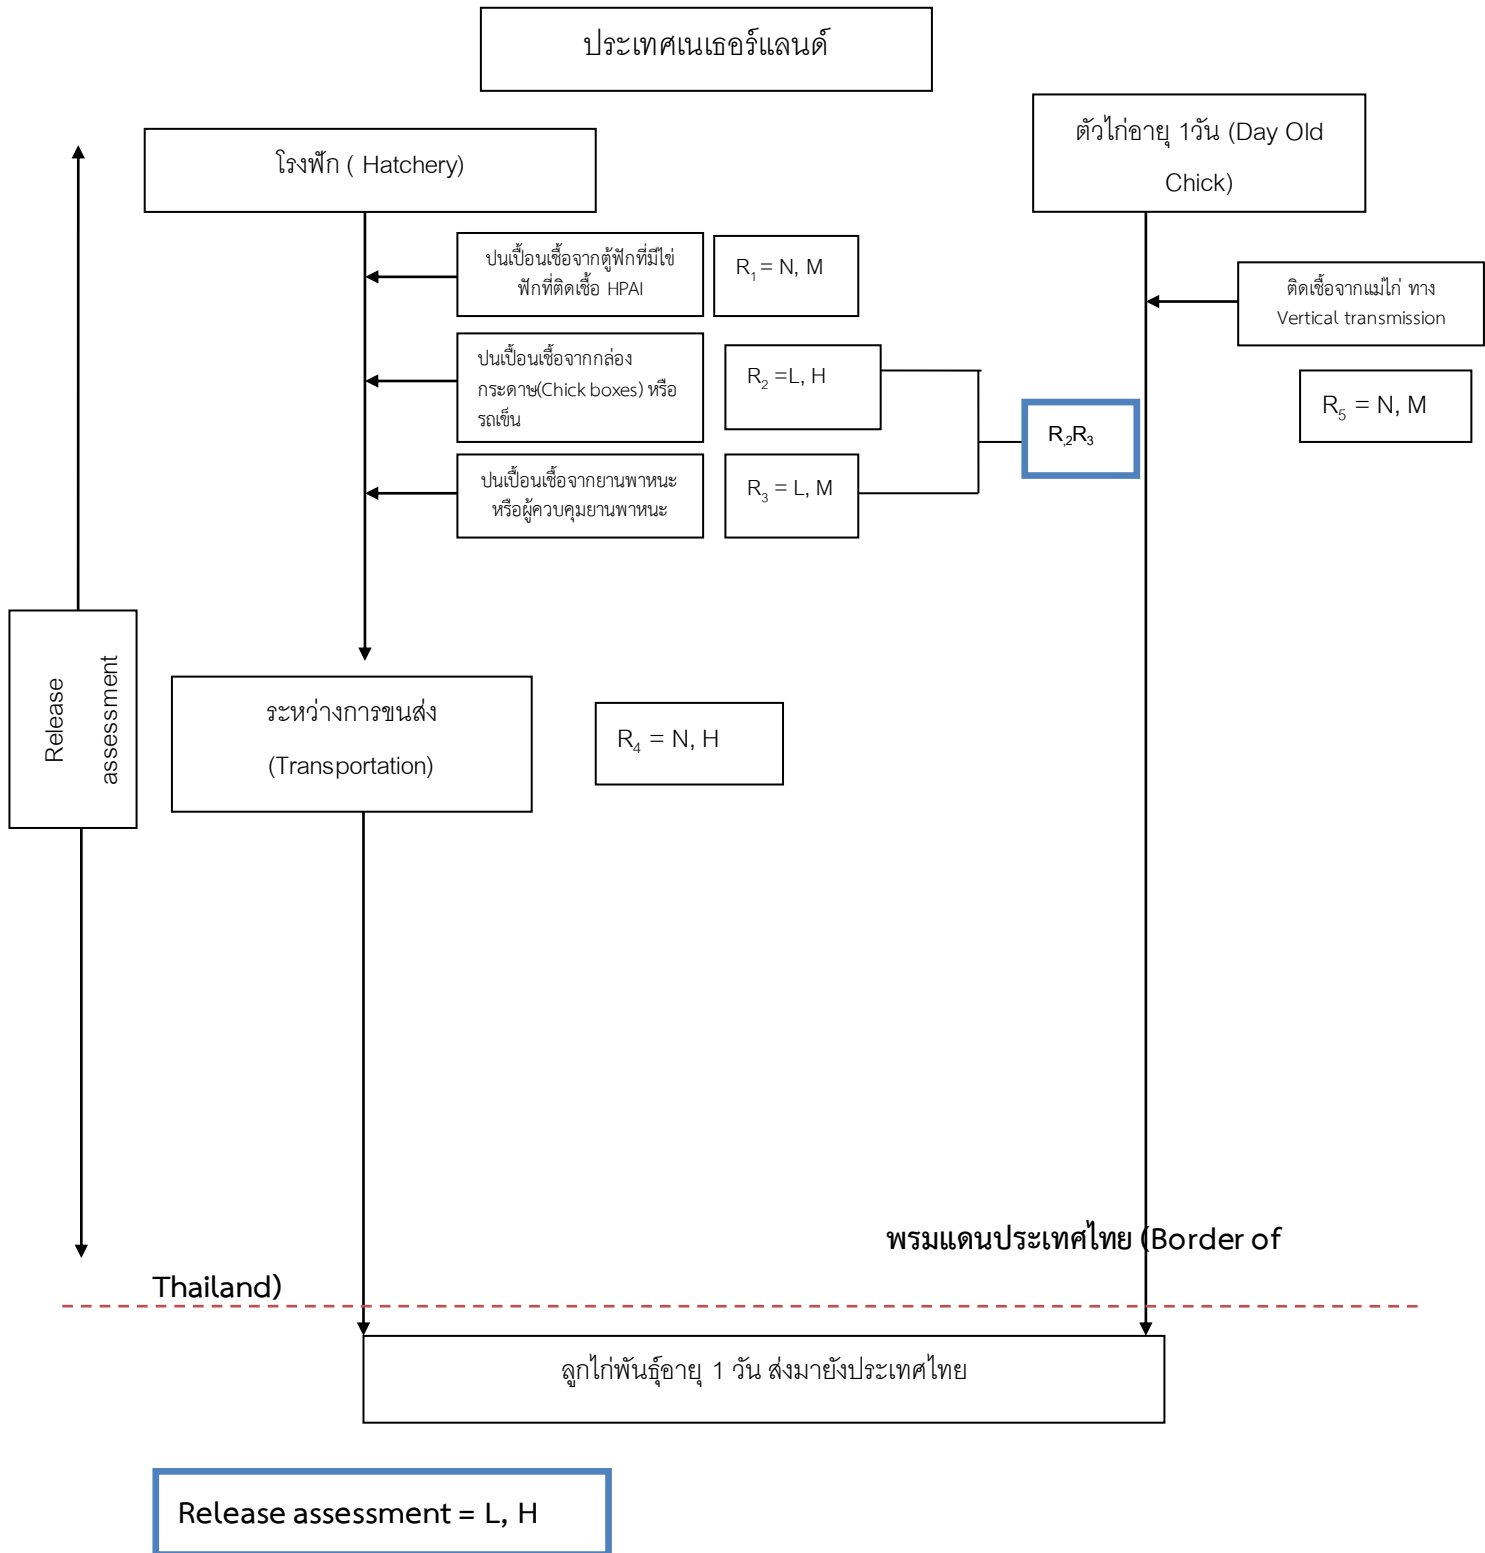 ประเทศเนเธอร์แลนด์
ตัวไก่อายุ 1วัน (Day Old
Chick)
โรงฟัก ( Hatchery)
ปนเปื้อนเชื้อจากตู้ฟักที่มีไข่
ฟักที่ติดเชื้อ HPAI
R₁ = N, M
ติดเชื้อจากแม่ไก่ ทาง
Vertical transmission
ปนเปื้อนเชื้อจากกล่อง
กระดาษ(Chick boxes) หรือ
รถเข็น
R₂ =L, H
R₅ = N, M
R,₂R₃
ปนเปื้อนเชื้อจากยานพาหนะ
หรือผู้ควบคุมยานพาหนะ
R₃ = L, M
Release
assessment
ระหว่างการขนส่ง
(Transportation)
R₄ = N, H
พรมแดนประเทศไทย (Border of
Thailand)
ลูกไก่พันธุ์อายุ 1 วัน ส่งมายังประเทศไทย
Release assessment = L, H